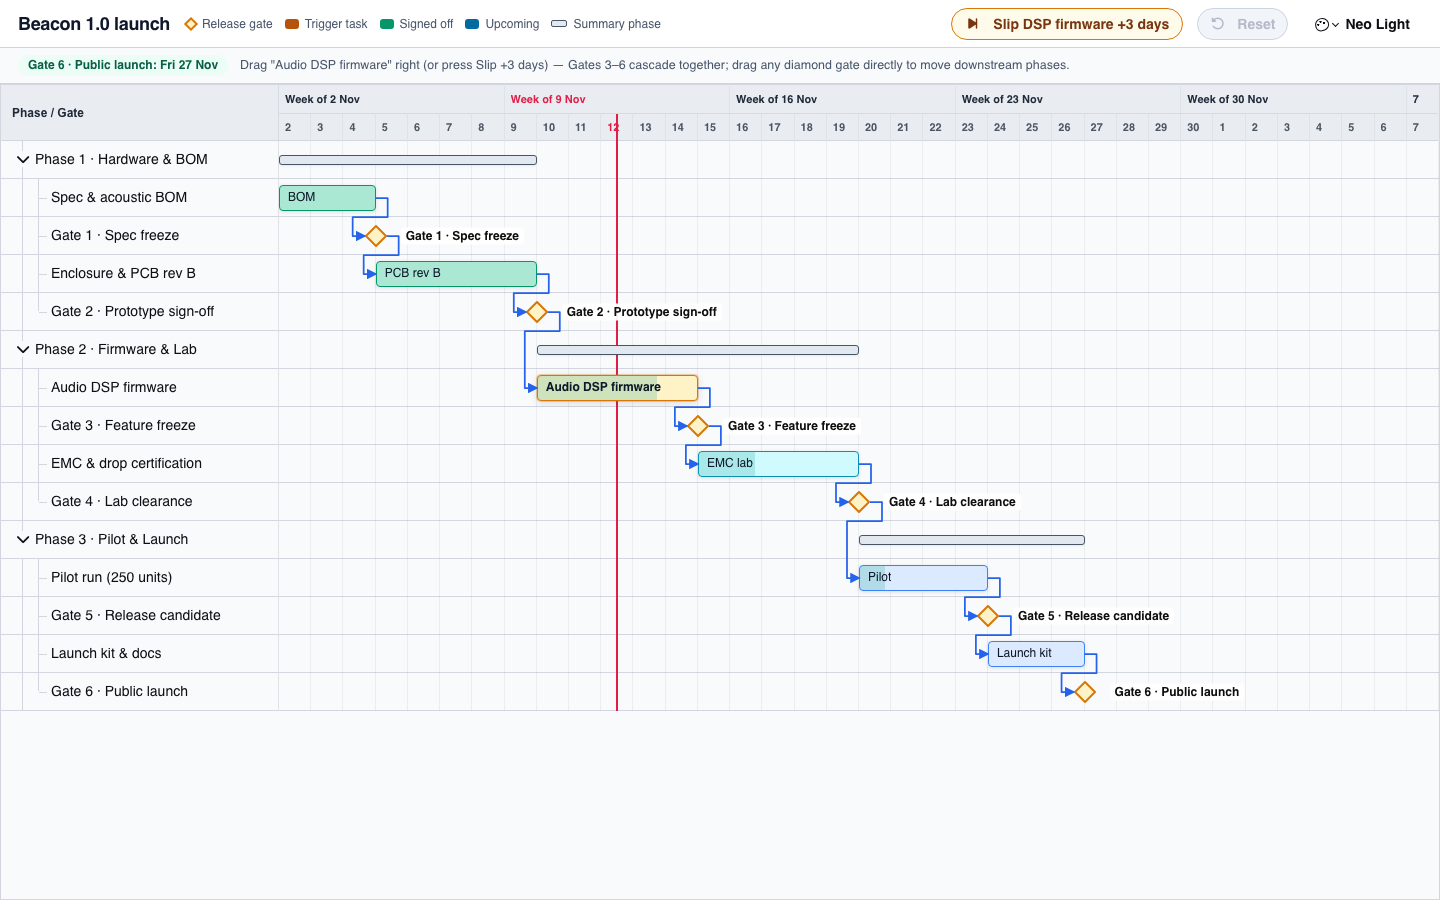 Beacon 1.0 launch
Release gate
Trigger task
Signed off
Upcoming
Summary phase
Slip DSP firmware +3 days
Reset
Neo Light
Gate 6 · Public launch: Fri 27 Nov
Drag "Audio DSP firmware" right (or press Slip +3 days) — Gates 3–6 cascade together; drag any diamond gate directly to move downstream phases.
Phase / Gate
Week of 2 Nov
Week of 9 Nov
Week of 16 Nov
Week of 23 Nov
Week of 30 Nov
7
2 3 4 5 6 7 8 9 10 11 12 13 14 15 16 17 18 19 20 21 22 23 24 25 26 27 28 29 30 1 2 3 4 5 6 7
Phase 1 · Hardware & BOM
Spec & acoustic BOM
BOM
Gate 1 · Spec freeze
Gate 1 · Spec freeze
Enclosure & PCB rev B
PCB rev B
Gate 2 · Prototype sign-off
Gate 2 · Prototype sign-off
Phase 2 · Firmware & Lab
Audio DSP firmware
Audio DSP firmware
Gate 3 · Feature freeze
Gate 3 · Feature freeze
EMC & drop certification
EMC lab
Gate 4 · Lab clearance
Gate 4 · Lab clearance
Phase 3 · Pilot & Launch
Pilot run (250 units)
Pilot
Gate 5 · Release candidate
Gate 5 · Release candidate
Launch kit & docs
Launch kit
Gate 6 · Public launch
Gate 6 · Public launch